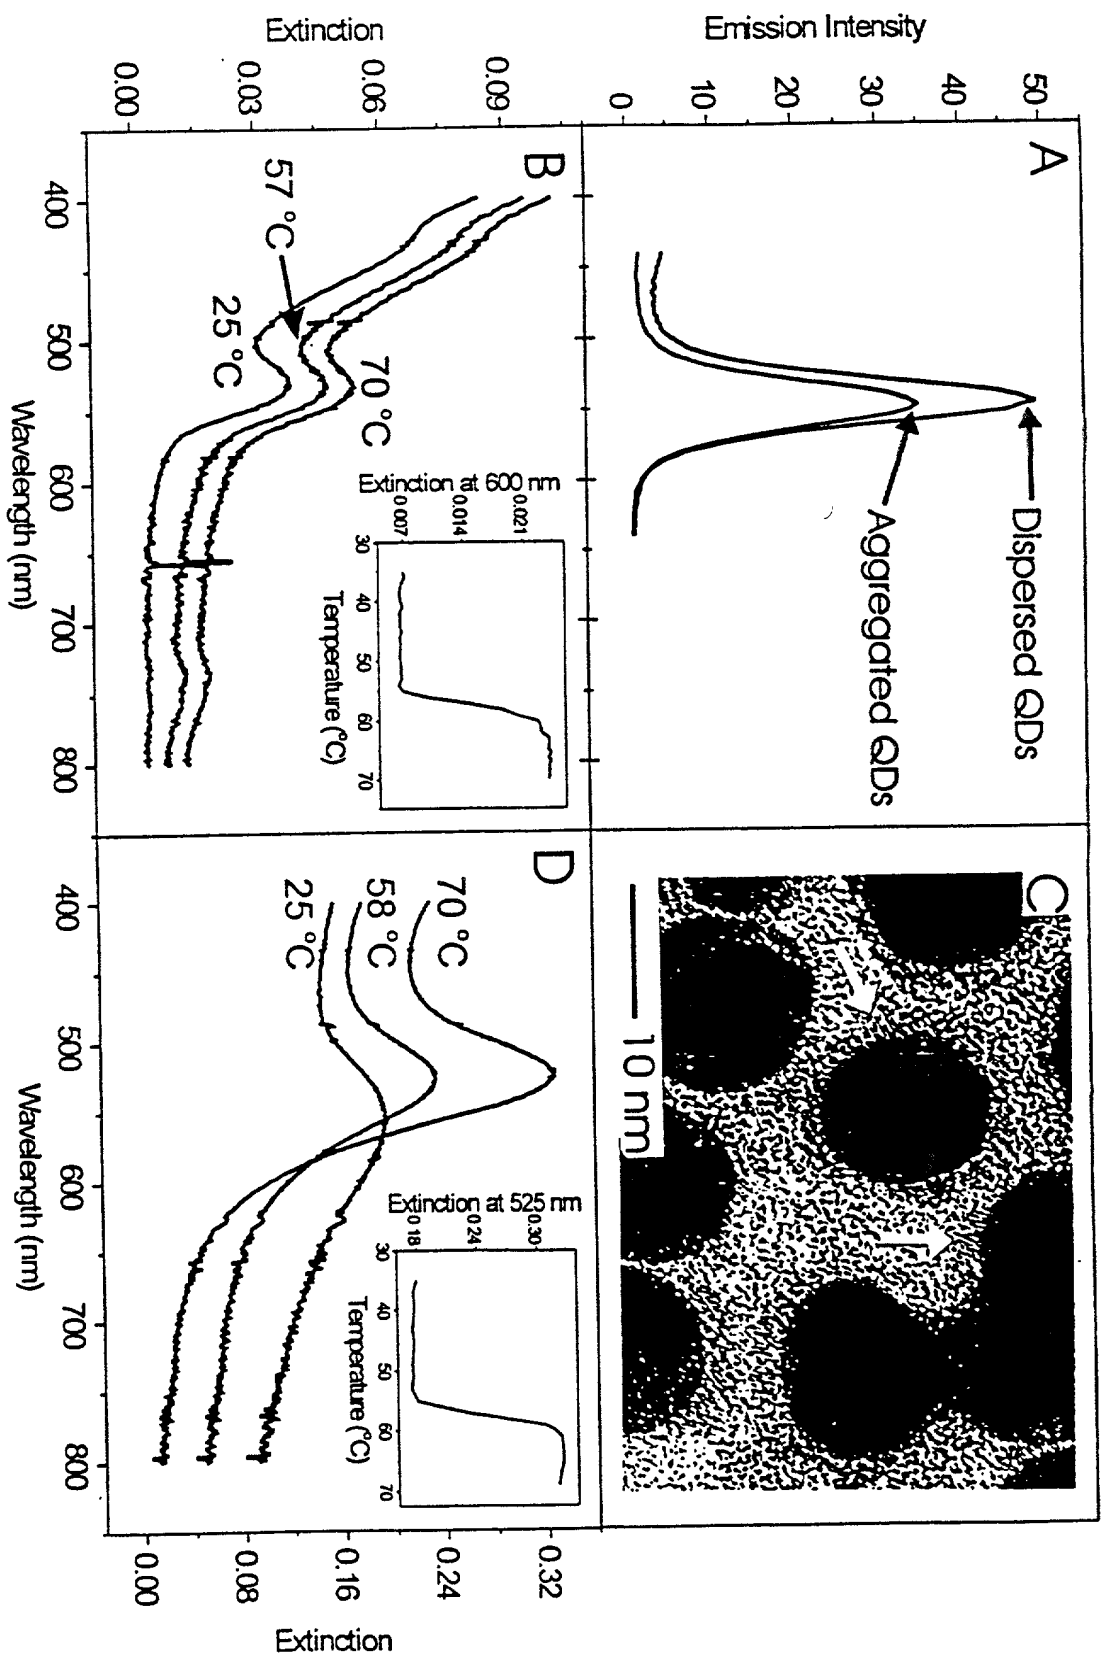 A
Emission Intensity
50
40
30
20
10
0
Dispersed QDs
Aggregated QDs
B
Extinction
0.09
0.06
0.03
0.00
57 °C
25 °C
70 °C
400
500
600
700
800
Wavelength (nm)
Extinction at 600 nm
0.021
0.014
0.007
30
40
50
60
70
Temperature (°C)
C
10 nm
D
70 °C
58 °C
25 °C
400
500
600
700
800
Wavelength (nm)
0.32
0.24
0.16
0.08
0.00
Extinction
Extinction at 525 nm
0.30
0.24
0.18
30
40
50
60
70
Temperature (°C)